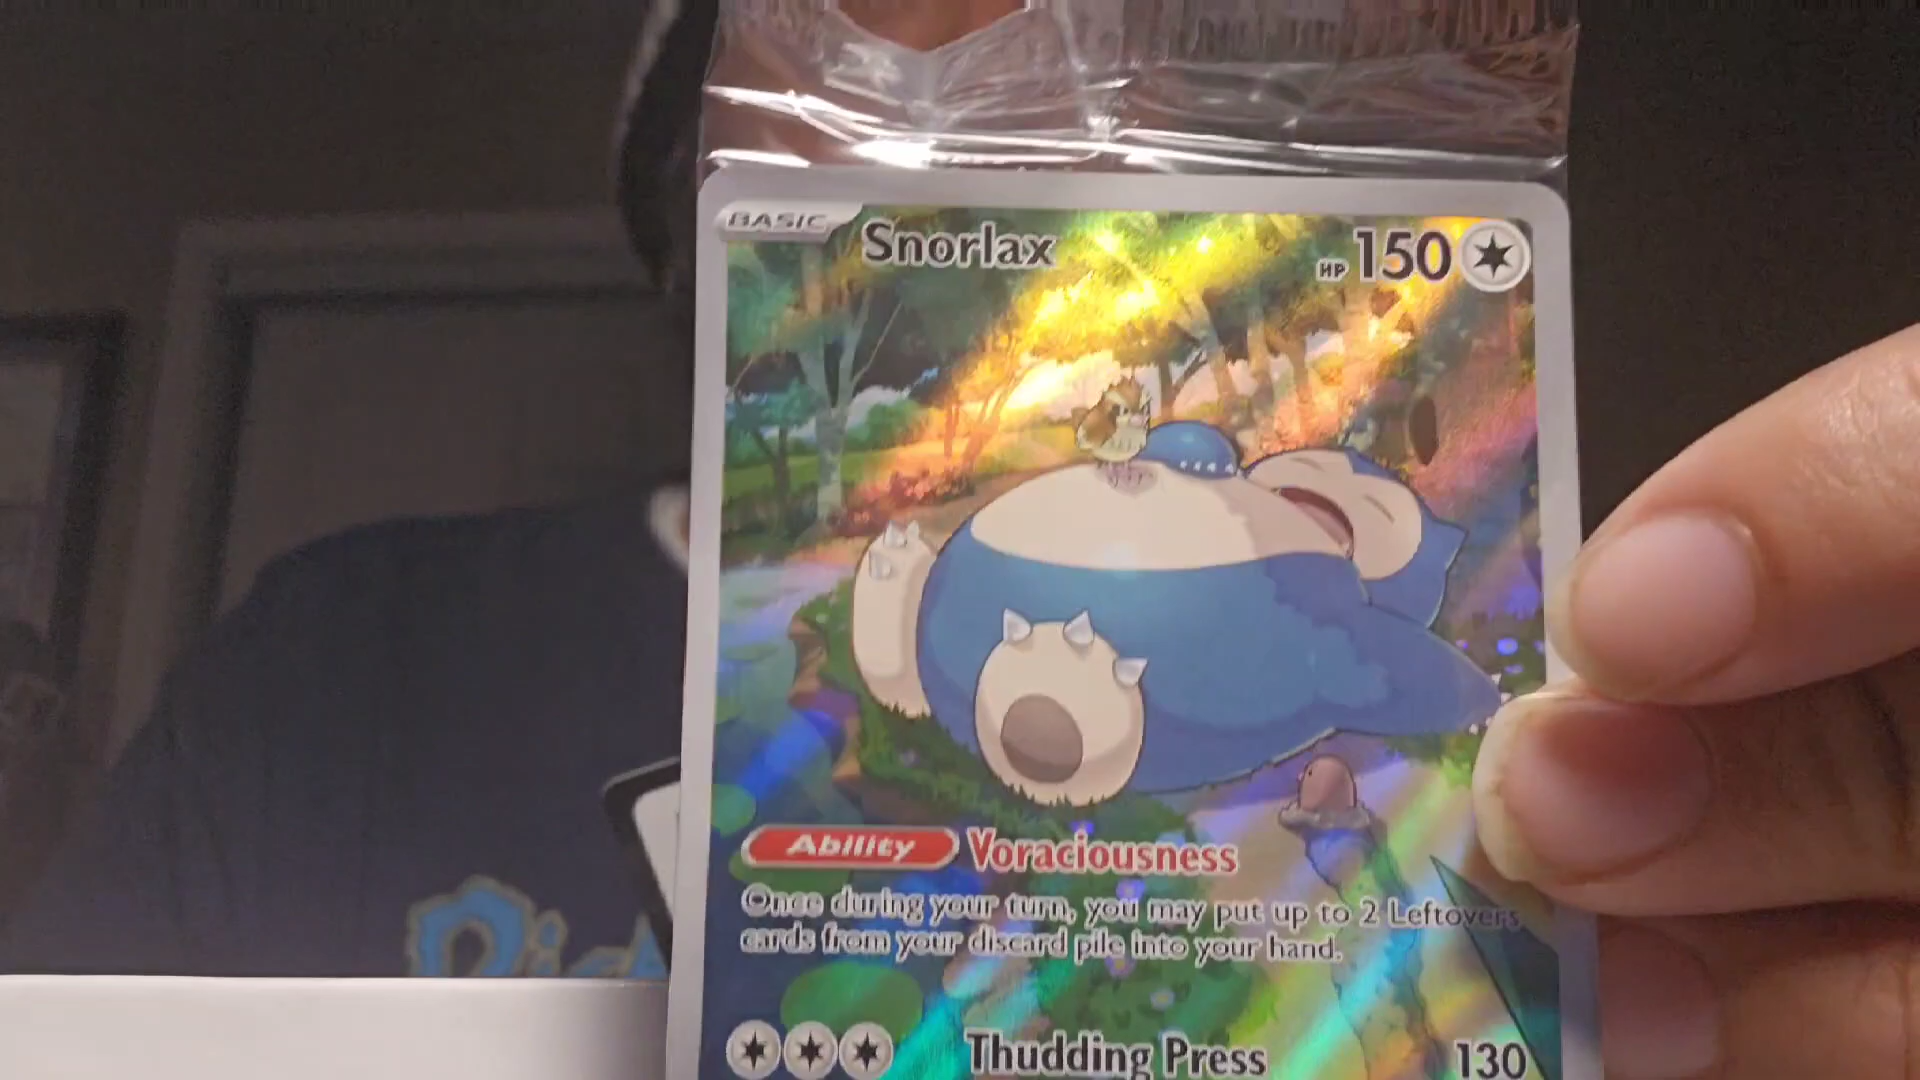 BASIC Snorlax HP 150
Ability Voraciousness
Once during your turn, you may put up to 2 Leftovers
cards from your discard pile into your hand.
Thudding Press 130